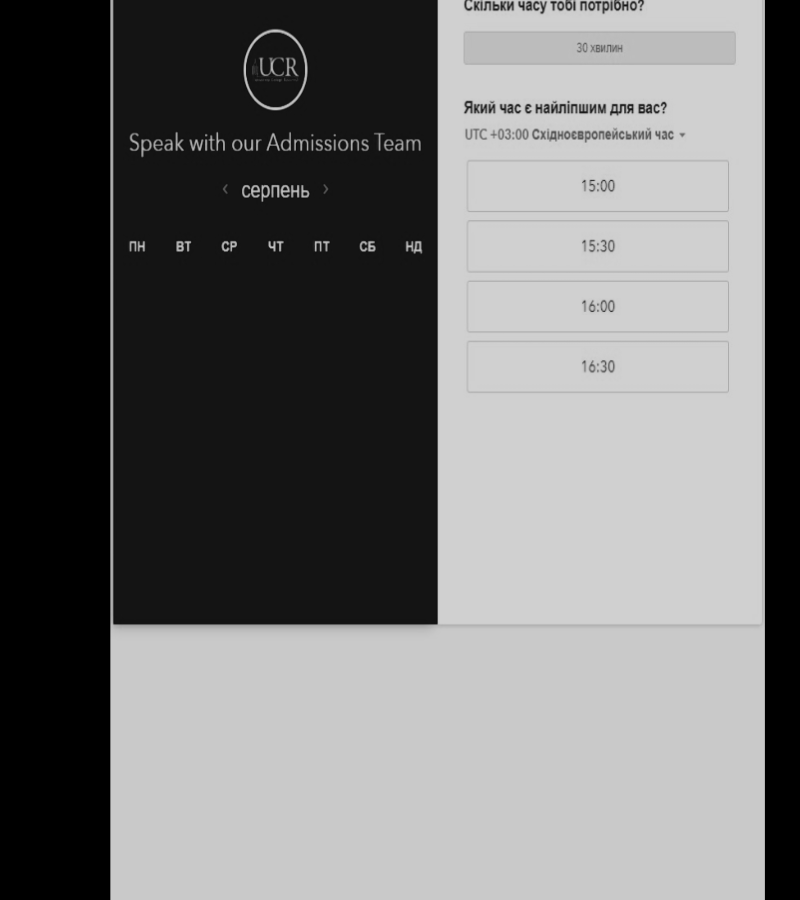 UCR
Speak with our Admissions Team
‹ серпень ›
ПН ВТ СР ЧТ ПТ СБ НД
Скільки часу тобі потрібно?
30 хвилин
Який час є найліпшим для вас?
UTC +03:00 Східноєвропейський час
15:00
15:30
16:00
16:30